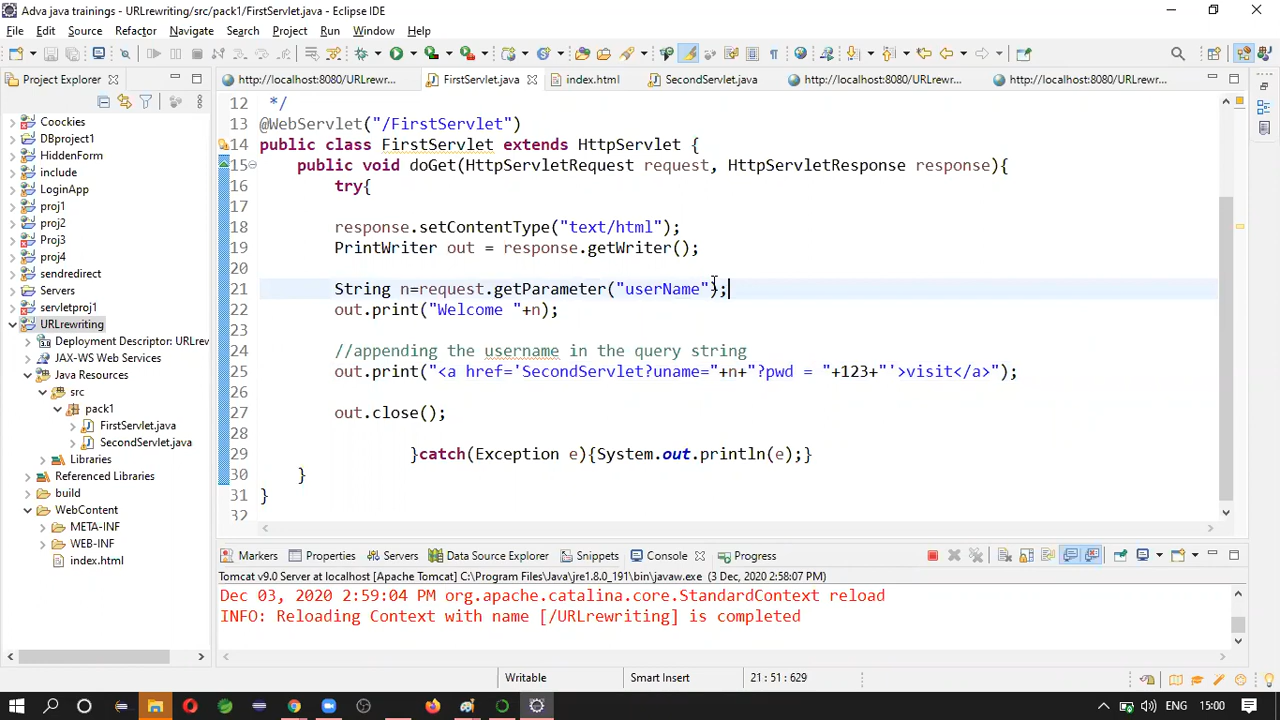 Adva java trainings - URLrewriting/src/pack1/FirstServlet.java - Eclipse IDE
File Edit Source Refactor Navigate Search Project Run Window Help
Project Explorer
http://localhost:8080/URLrew... FirstServlet.java index.html SecondServlet.java http://localhost:8080/URLrew... http://localhost:8080/URLrew...
Coockies
DBproject1
HiddenForm
include
LoginApp
proj1
proj2
Proj3
proj4
sendredirect
Servers
servletproj1
URLrewriting
Deployment Descriptor: URLrew
JAX-WS Web Services
Java Resources
src
pack1
FirstServlet.java
SecondServlet.java
Libraries
Referenced Libraries
build
WebContent
META-INF
WEB-INF
index.html
12 */
13 @WebServlet("/FirstServlet")
14 public class FirstServlet extends HttpServlet {
15 public void doGet(HttpServletRequest request, HttpServletResponse response){
16 try{
17
18 response.setContentType("text/html");
19 PrintWriter out = response.getWriter();
20
21 String n=request.getParameter("userName");
22 out.print("Welcome "+n);
23
24 //appending the username in the query string
25 out.print("<a href='SecondServlet?uname="+n+"?pwd = "+123+"'>visit</a>");
26
27 out.close();
28
29 }catch(Exception e){System.out.println(e);}
30 }
31 }
32
Markers Properties Servers Data Source Explorer Snippets Console Progress
Tomcat v9.0 Server at localhost [Apache Tomcat] C:\Program Files\Java\jre1.8.0_191\bin\javaw.exe (3 Dec, 2020 2:58:07 PM)
Dec 03, 2020 2:59:04 PM org.apache.catalina.core.StandardContext reload
INFO: Reloading Context with name [/URLrewriting] is completed
Writable Smart Insert 21 : 51 : 629
ENG 15:00